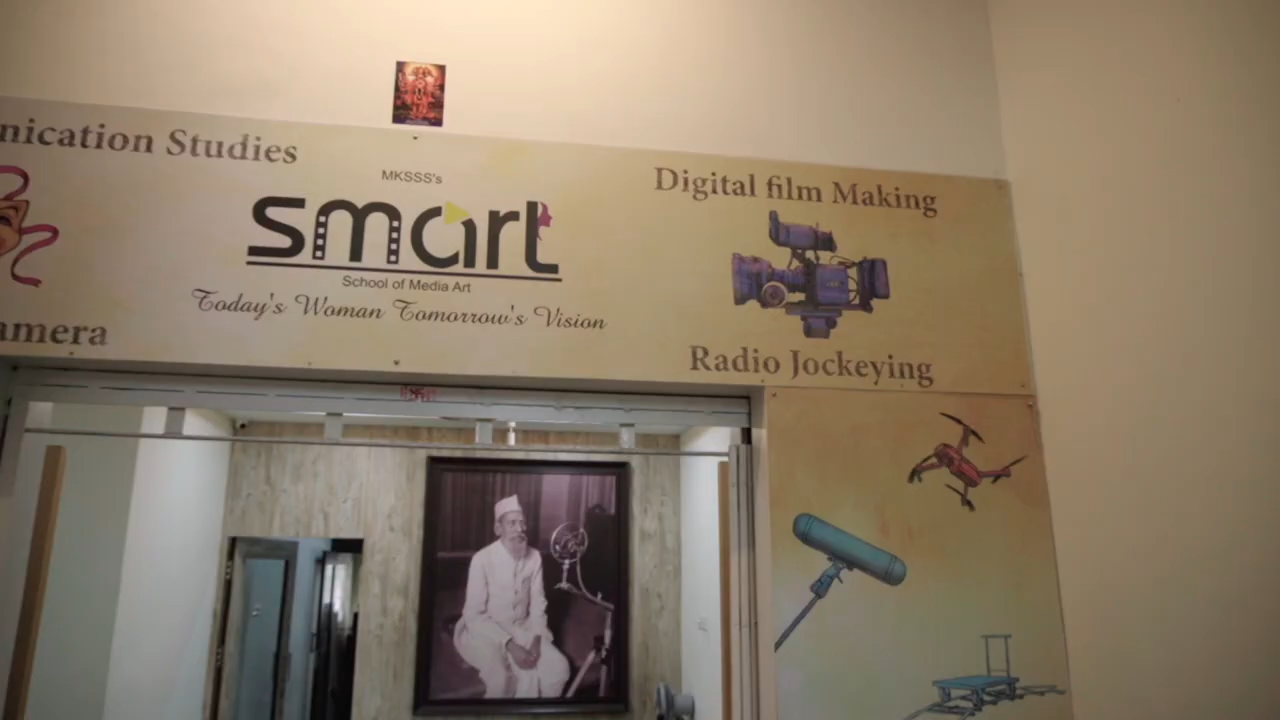 nication Studies
MKSSS's
smart
School of Media Art
Today's Woman Tomorrow's Vision
amera
Digital film Making
Radio Jockeying